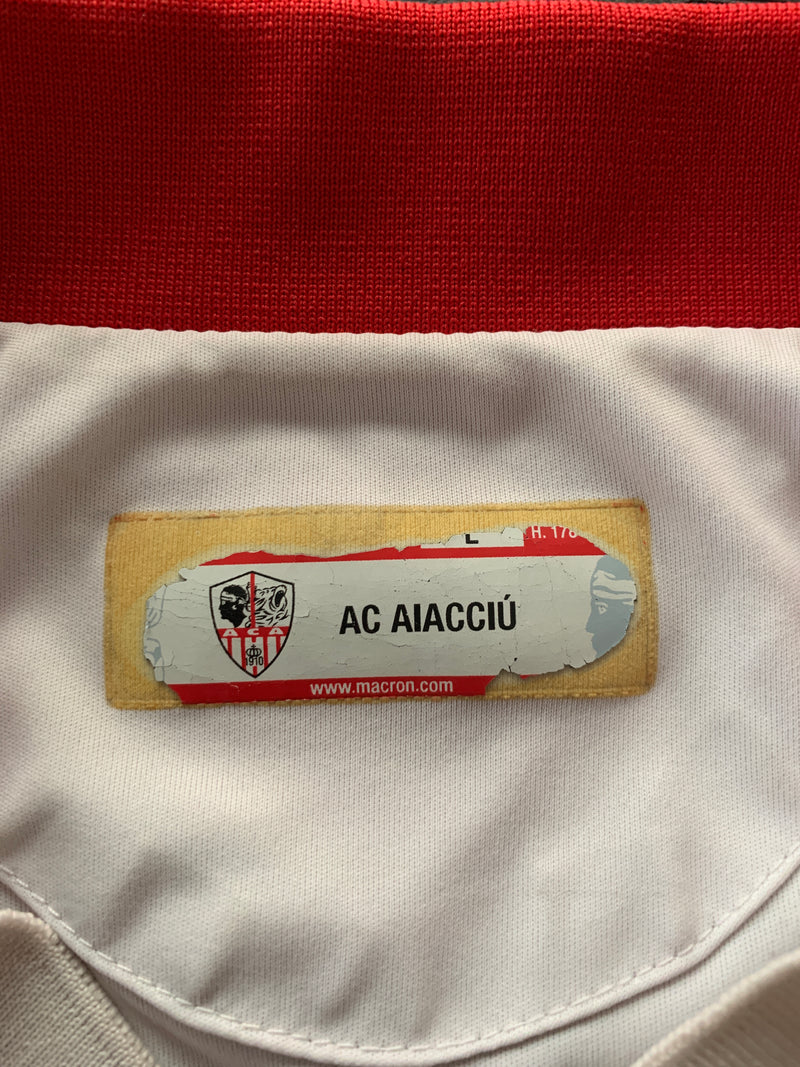 L H. 178
AC AIACCIÚ
A C A
1910
www.macron.com